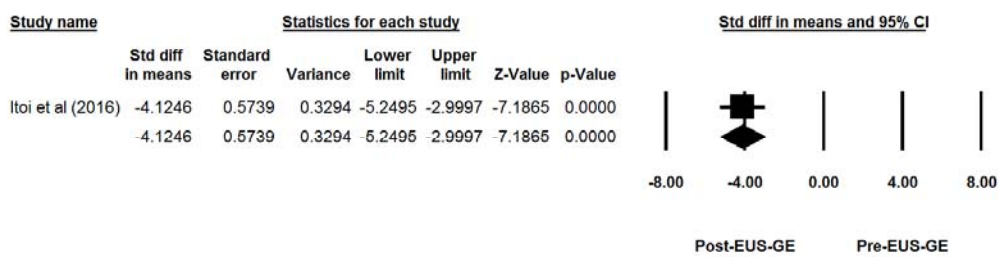 Study name Statistics for each study Std diff in means and 95% CI
Std diff Standard Lower Upper
in means error Variance limit limit Z-Value p-Value
Itoi et al (2016) -4.1246 0.5739 0.3294 -5.2495 -2.9997 -7.1865 0.0000
-4.1246 0.5739 0.3294 -5.2495 -2.9997 -7.1865 0.0000
-8.00 -4.00 0.00 4.00 8.00
Post-EUS-GE Pre-EUS-GE